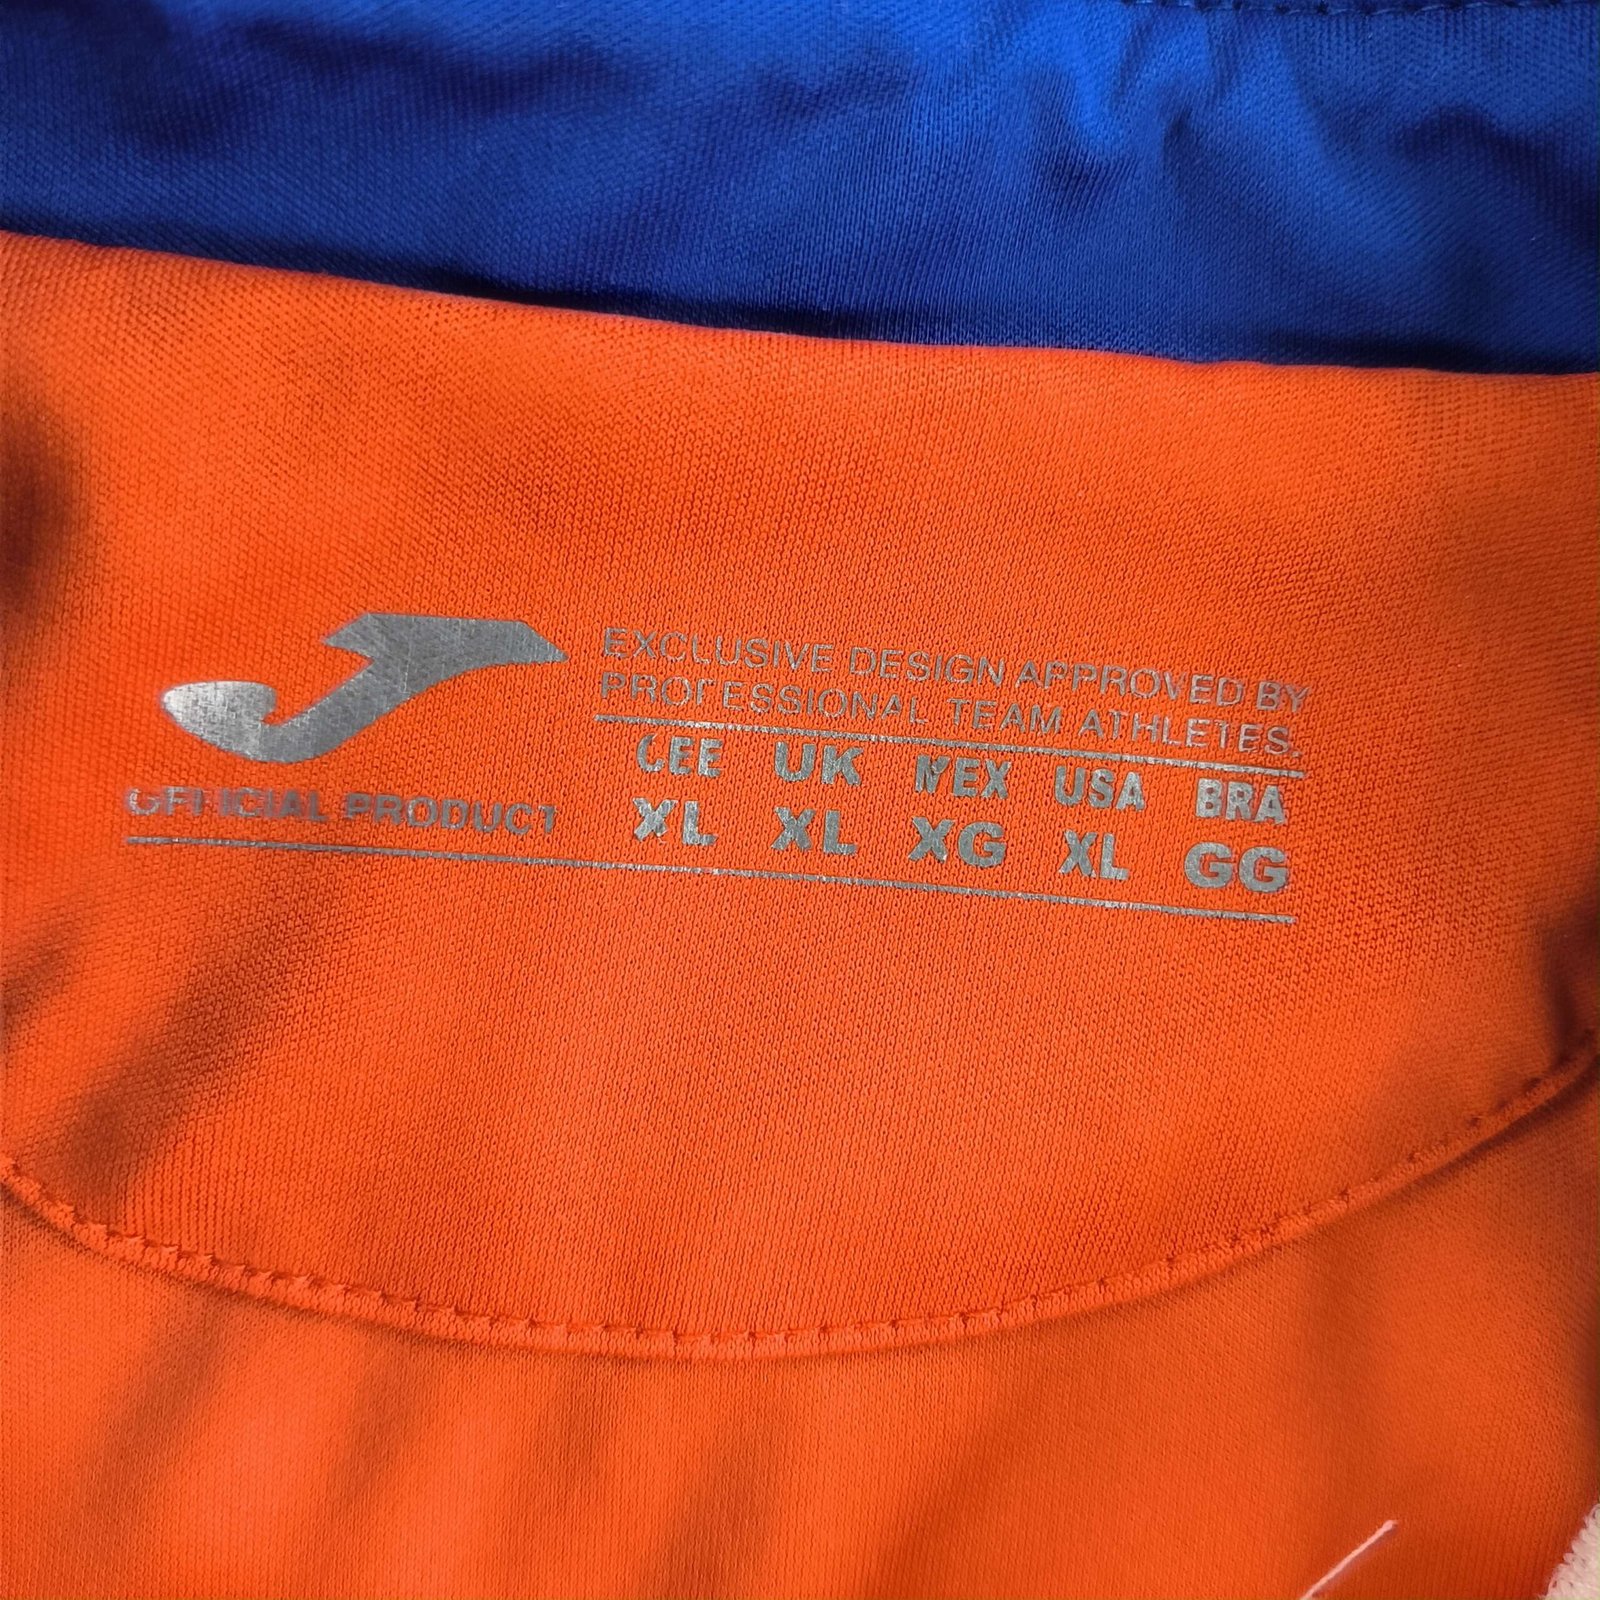 EXCLUSIVE DESIGN APPROVED BY
PROFESSIONAL TEAM ATHLETES.
OFFICIAL PRODUCT
CEE UK MEX USA BRA
XL XL XG XL GG